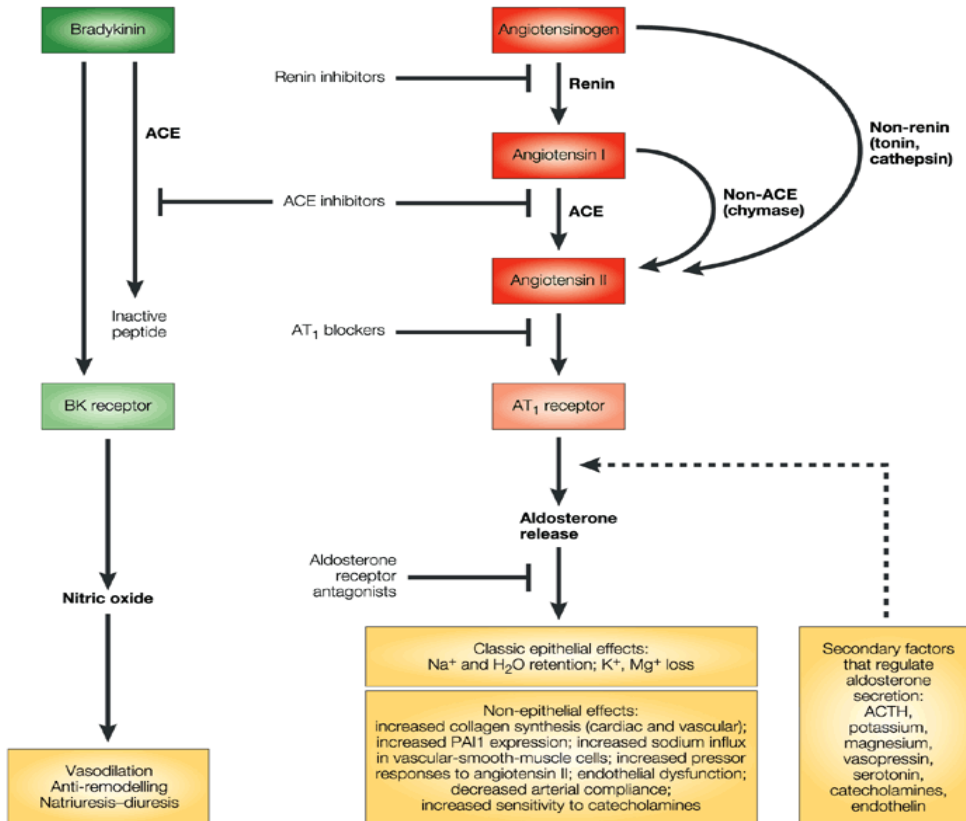 Bradykinin
Angiotensinogen
Renin inhibitors
Renin
ACE
Non-renin
(tonin,
cathepsin)
Angiotensin I
Non-ACE
(chymase)
ACE inhibitors
ACE
Angiotensin II
Inactive
peptide
AT₁ blockers
BK receptor
AT₁ receptor
Aldosterone
release
Aldosterone
receptor
antagonists
Nitric oxide
Classic epithelial effects:
Na⁺ and H₂O retention; K⁺, Mg⁺ loss
Non-epithelial effects:
increased collagen synthesis (cardiac and vascular);
increased PAI1 expression; increased sodium influx
in vascular-smooth-muscle cells; increased pressor
responses to angiotensin II; endothelial dysfunction;
decreased arterial compliance;
increased sensitivity to catecholamines
Secondary factors
that regulate
aldosterone
secretion:
ACTH,
potassium,
magnesium,
vasopressin,
serotonin,
catecholamines,
endothelin
Vasodilation
Anti-remodelling
Natriuresis–diuresis